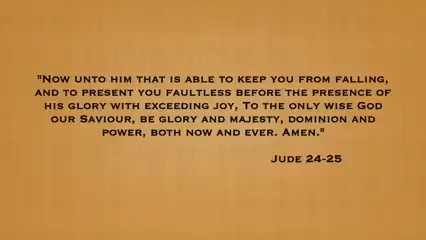 "Now unto him that is able to keep you from falling,
and to present you faultless before the presence of
his glory with exceeding joy, To the only wise God
our Saviour, be glory and majesty, dominion and
power, both now and ever. Amen."
Jude 24-25